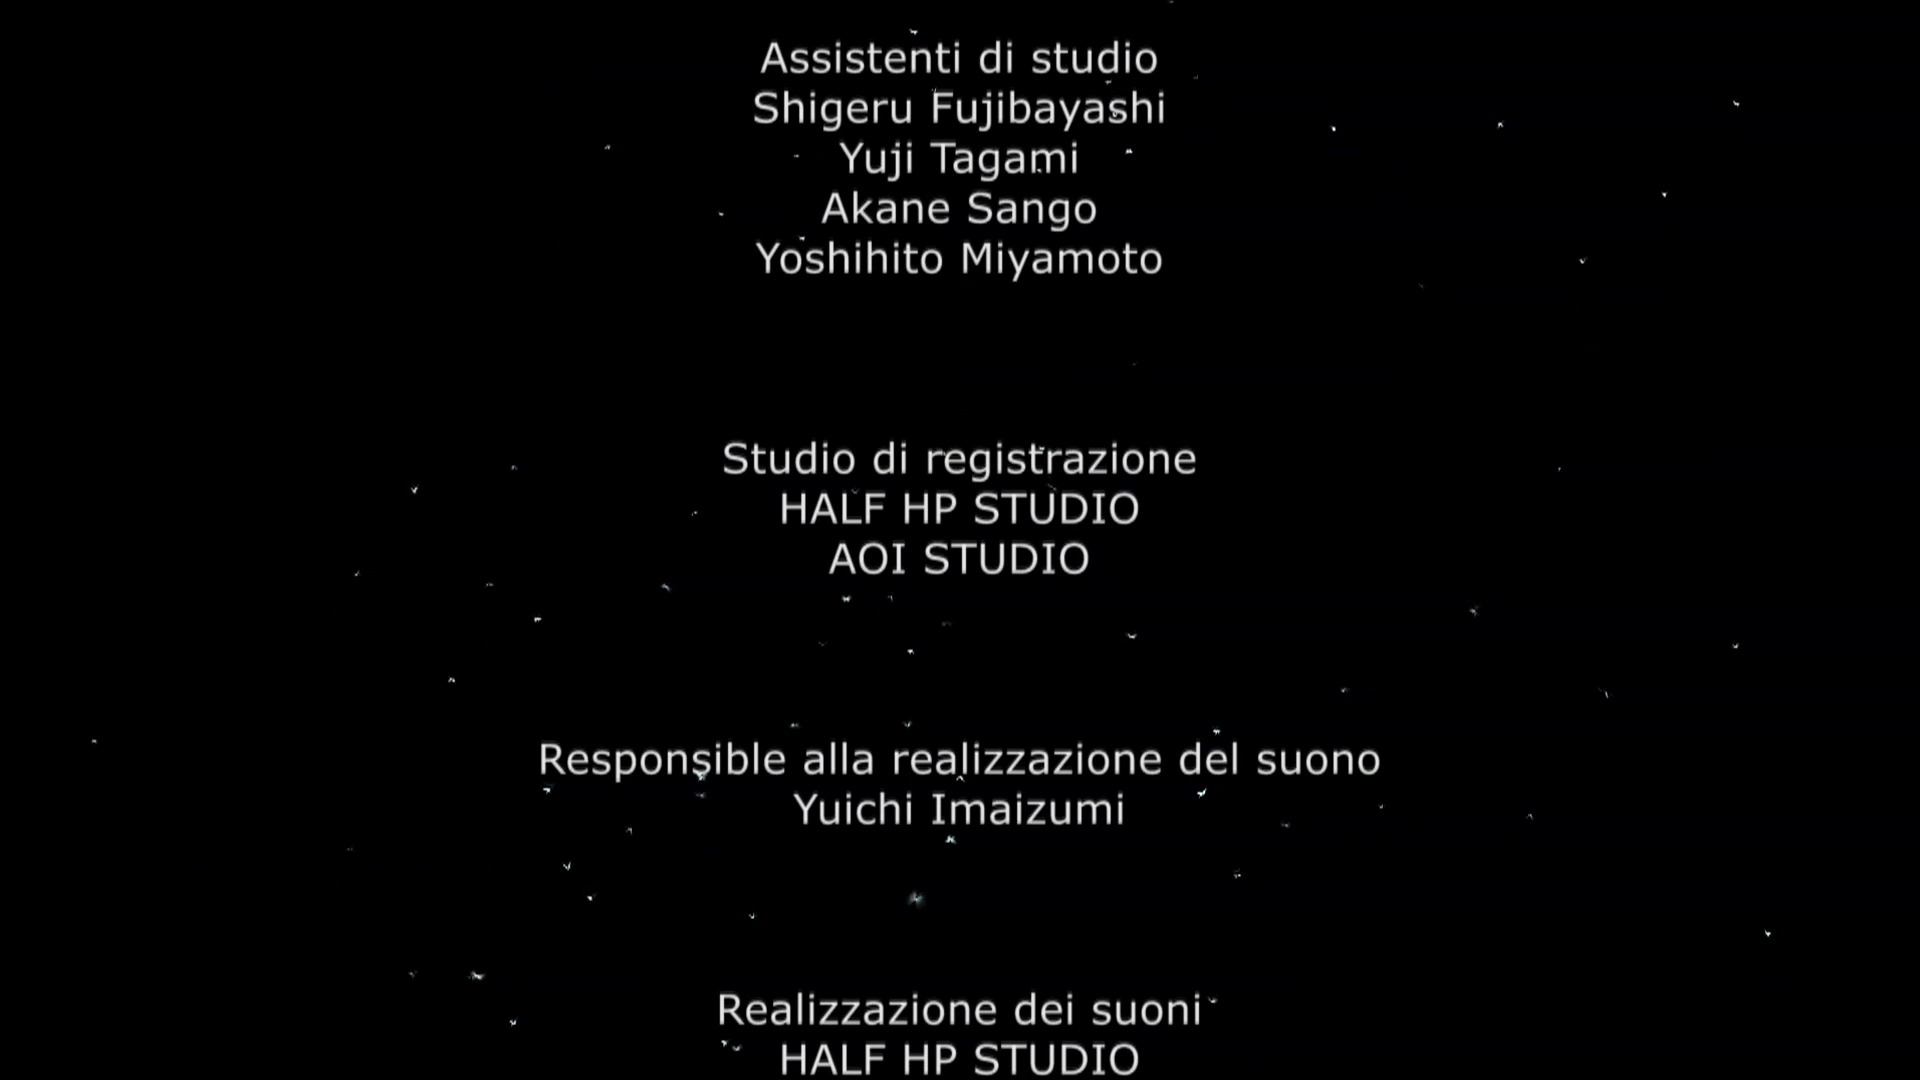 Assistenti di studio
Shigeru Fujibayashi
Yuji Tagami
Akane Sango
Yoshihito Miyamoto
Studio di registrazione
HALF HP STUDIO
AOI STUDIO
Responsible alla realizzazione del suono
Yuichi Imaizumi
Realizzazione dei suoni
HALF HP STUDIO